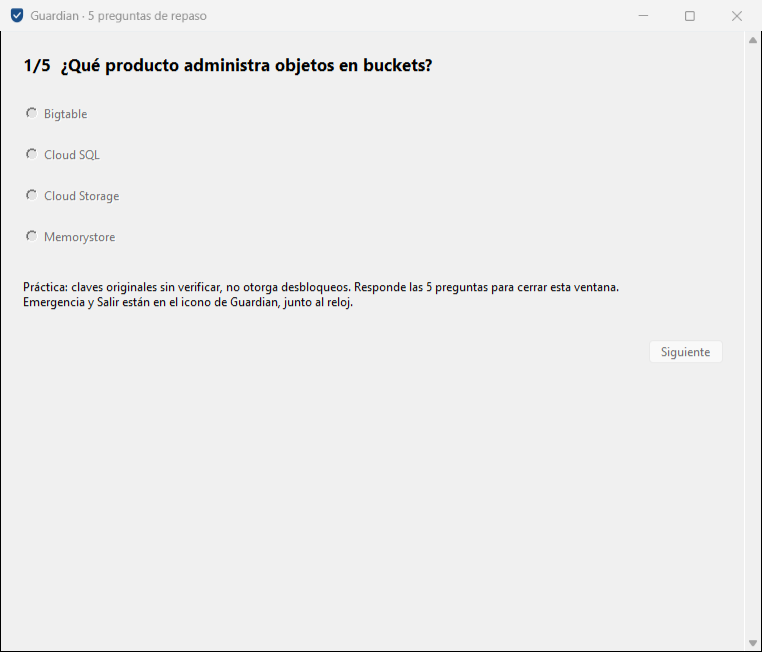 Guardian · 5 preguntas de repaso
1/5 ¿Qué producto administra objetos en buckets?
Bigtable
Cloud SQL
Cloud Storage
Memorystore
Práctica: claves originales sin verificar, no otorga desbloqueos. Responde las 5 preguntas para cerrar esta ventana.
Emergencia y Salir están en el icono de Guardian, junto al reloj.
Siguiente